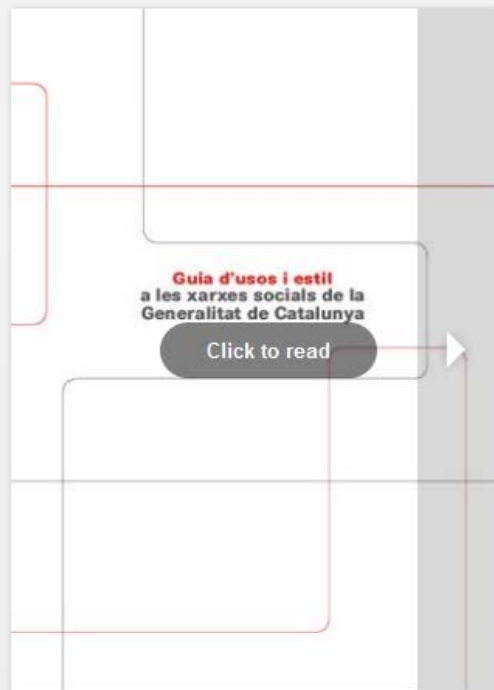 Guia d'usos i estil
a les xarxes socials de la
Generalitat de Catalunya
Click to read